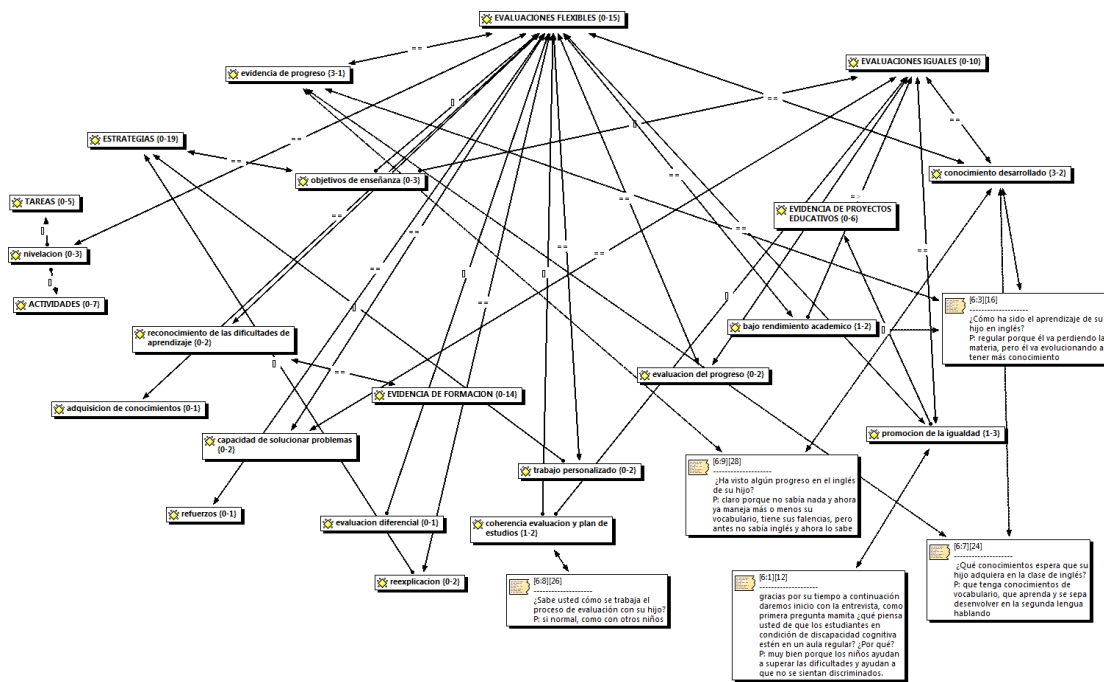 EVALUACIONES FLEXIBLES {0-15}
==
EVALUACIONES IGUALES {0-10}
evidencia de progreso {3-1}
==
==
==
==
ESTRATEGIAS {0-19}
==
==
objetivos de enseñanza {0-3}
conocimiento desarrollado {3-2}
TAREAS {0-5}
=>
EVIDENCIA DE PROYECTOS
EDUCATIVOS {0-6}
==
nivelacion {0-3}
==
==
==
==
ACTIVIDADES {0-7}
==
[6:3][16]
--------------------
¿Cómo ha sido el aprendizaje de su
hijo en inglés?
P: regular porque él va perdiendo la
materia, pero él va evolucionando a
tener más conocimiento
==
reconocimiento de las dificultades de
aprendizaje {0-2}
bajo rendimiento academico {1-2}
==
evaluacion del progreso {0-2}
==
EVIDENCIA DE FORMACION {0-14}
adquisicion de conocimientos {0-1}
==
promocion de la igualdad {1-3}
capacidad de solucionar problemas
{0-2}
trabajo personalizado {0-2}
[6:9][28]
--------------------
¿Ha visto algún progreso en el inglés
de su hijo?
P: claro porque no sabía nada y ahora
ya maneja más o menos su
vocabulario, tiene sus falencias, pero
antes no sabía inglés y ahora lo sabe
refuerzos {0-1}
evaluacion diferencial {0-1}
coherencia evaluacion y plan de
estudios {1-2}
[6:7][24]
--------------------
¿Qué conocimientos espera que su
hijo adquiera en la clase de inglés?
P: que tenga conocimientos de
vocabulario, que aprenda y se sepa
desenvolver en la segunda lengua
hablando
reexplicacion {0-2}
[6:8][26]
--------------------
¿Sabe usted cómo se trabaja el
proceso de evaluación con su hijo?
P: si normal, como con otros niños
[6:1][12]
--------------------
gracias por su tiempo a continuación
daremos inicio con la entrevista, como
primera pregunta mamita ¿qué piensa
usted de que los estudiantes en
condición de discapacidad cognitiva
estén en un aula regular? ¿Por qué?
P: muy bien porque los niños ayudan
a superar las dificultades y ayudan a
que no se sientan discriminados.